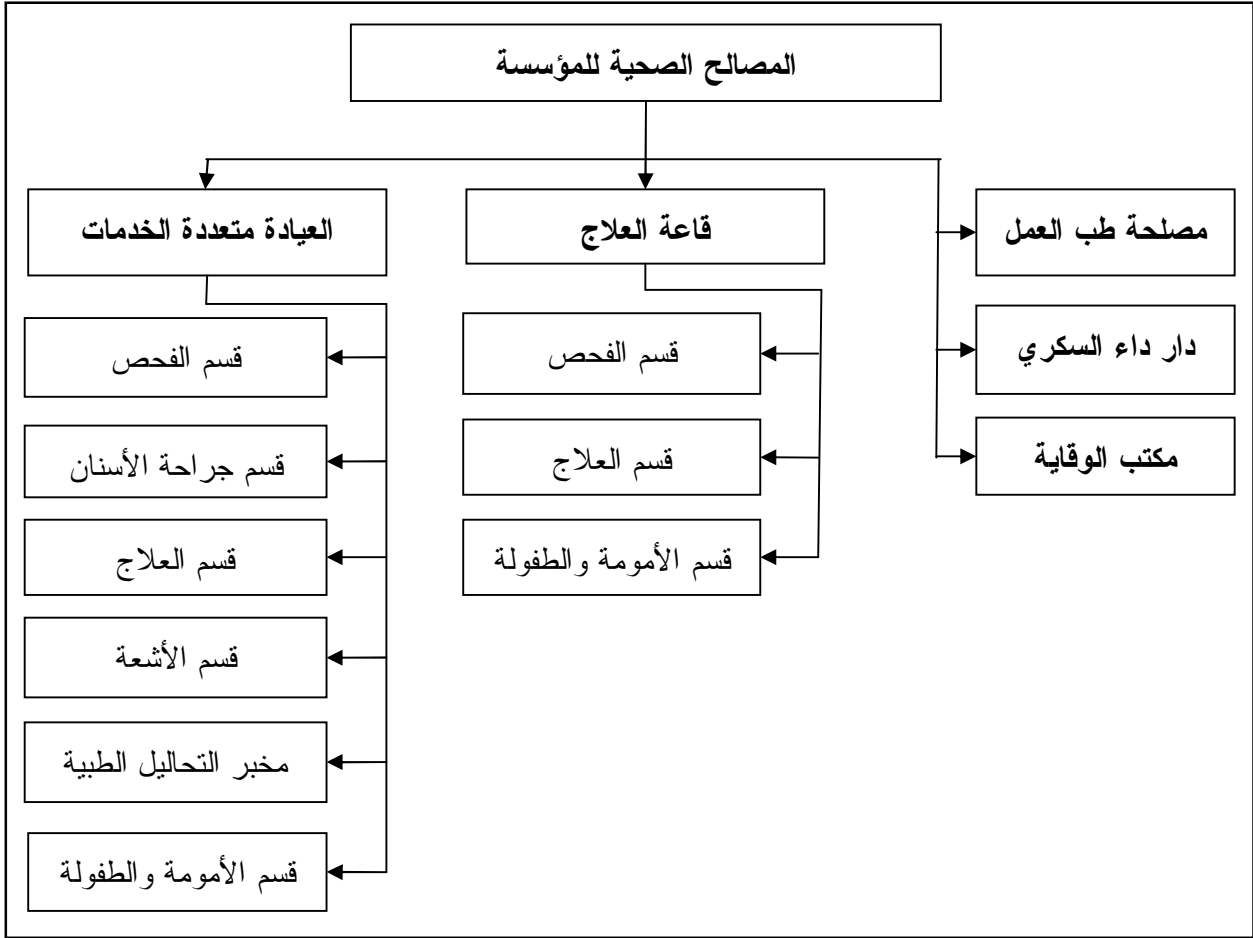 المصالح الصحية للمؤسسة
مصلحة طب العمل
دار داء السكري
مكتب الوقاية
قاعة العلاج
قسم الفحص
قسم العلاج
قسم الأمومة والطفولة
العيادة متعددة الخدمات
قسم الفحص
قسم جراحة الأسنان
قسم العلاج
قسم الأشعة
مخبر التحاليل الطبية
قسم الأمومة والطفولة